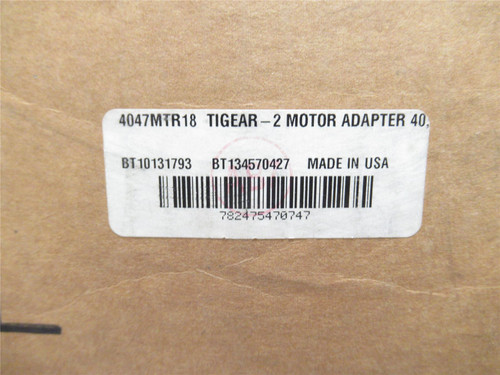 4047MTR18 TIGEAR-2 MOTOR ADAPTER 40,
BT10131793 BT134570427 MADE IN USA
782475470747